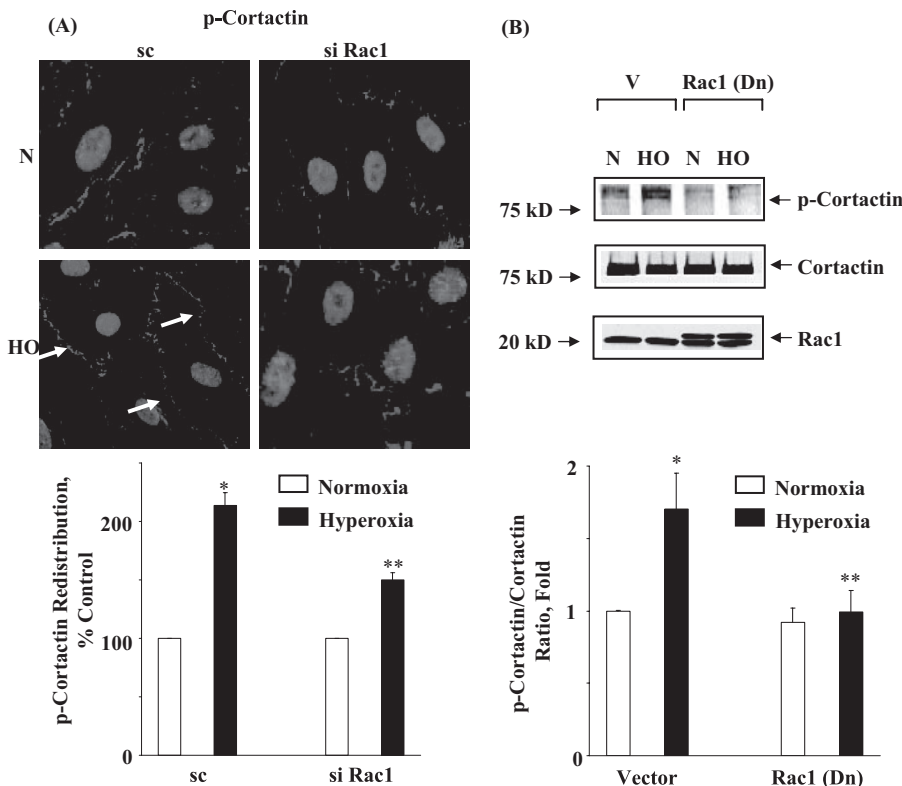 (A)
p-Cortactin
sc
si Rac1
N
HO
p-Cortactin Redistribution,
% Control
200
100
0
*
**
Normoxia
Hyperoxia
sc
si Rac1
(B)
V
Rac1 (Dn)
N HO N HO
75 kD
p-Cortactin
75 kD
Cortactin
20 kD
Rac1
p-Cortactin/Cortactin
Ratio, Fold
2
1
0
*
**
Normoxia
Hyperoxia
Vector
Rac1 (Dn)